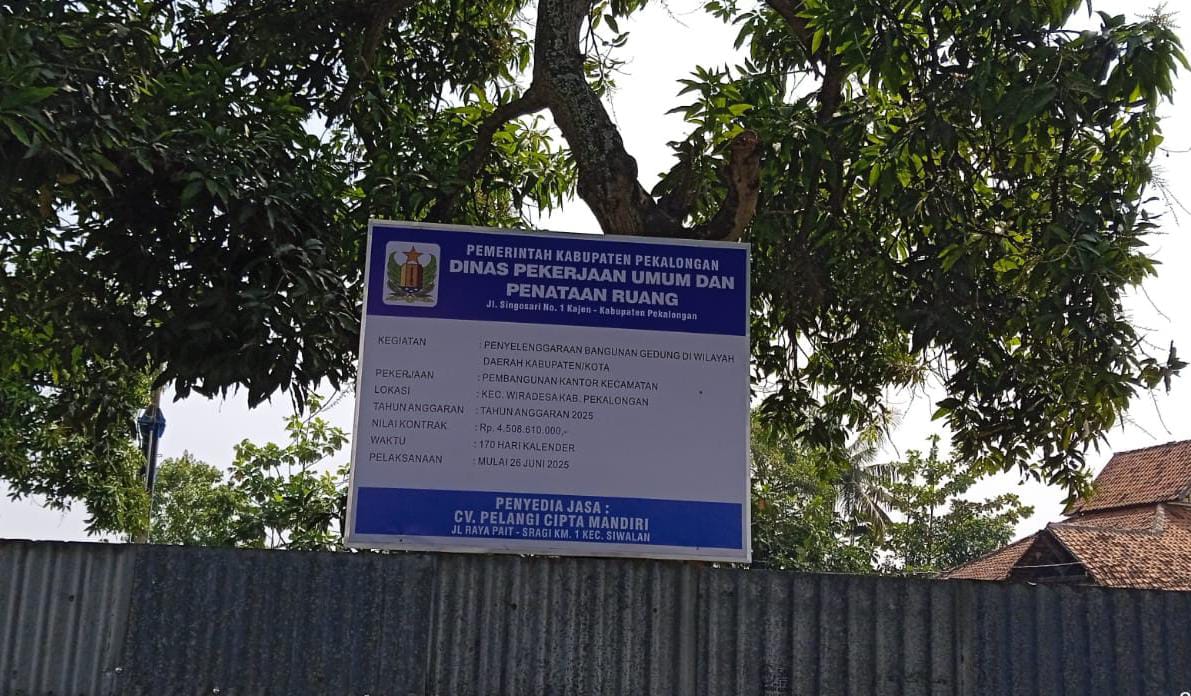 PEMERINTAH KABUPATEN PEKALONGAN
DINAS PEKERJAAN UMUM DAN
PENATAAN RUANG
Jl. Singosari No. 1 Kajen - Kabupaten Pekalongan
KEGIATAN : PENYELENGGARAAN BANGUNAN GEDUNG DI WILAYAH
DAERAH KABUPATEN/KOTA
PEKERJAAN : PEMBANGUNAN KANTOR KECAMATAN
LOKASI : KEC. WIRADESA KAB. PEKALONGAN
TAHUN ANGGARAN : TAHUN ANGGARAN 2025
NILAI KONTRAK : Rp. 4.508.610.000,-
WAKTU : 170 HARI KALENDER
PELAKSANAAN : MULAI 26 JUNI 2025
PENYEDIA JASA :
CV. PELANGI CIPTA MANDIRI
JL RAYA PAIT - SRAGI KM. 1 KEC. SIWALAN